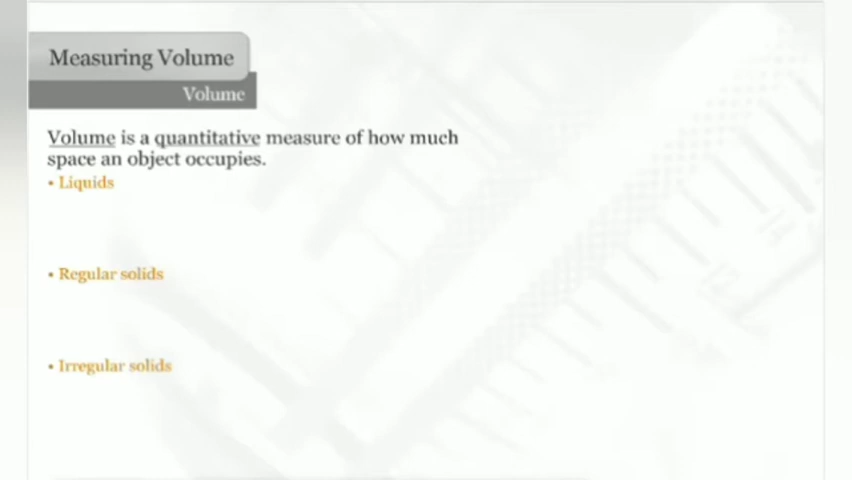 Measuring Volume
Volume
Volume is a quantitative measure of how much
space an object occupies.
• Liquids
• Regular solids
• Irregular solids